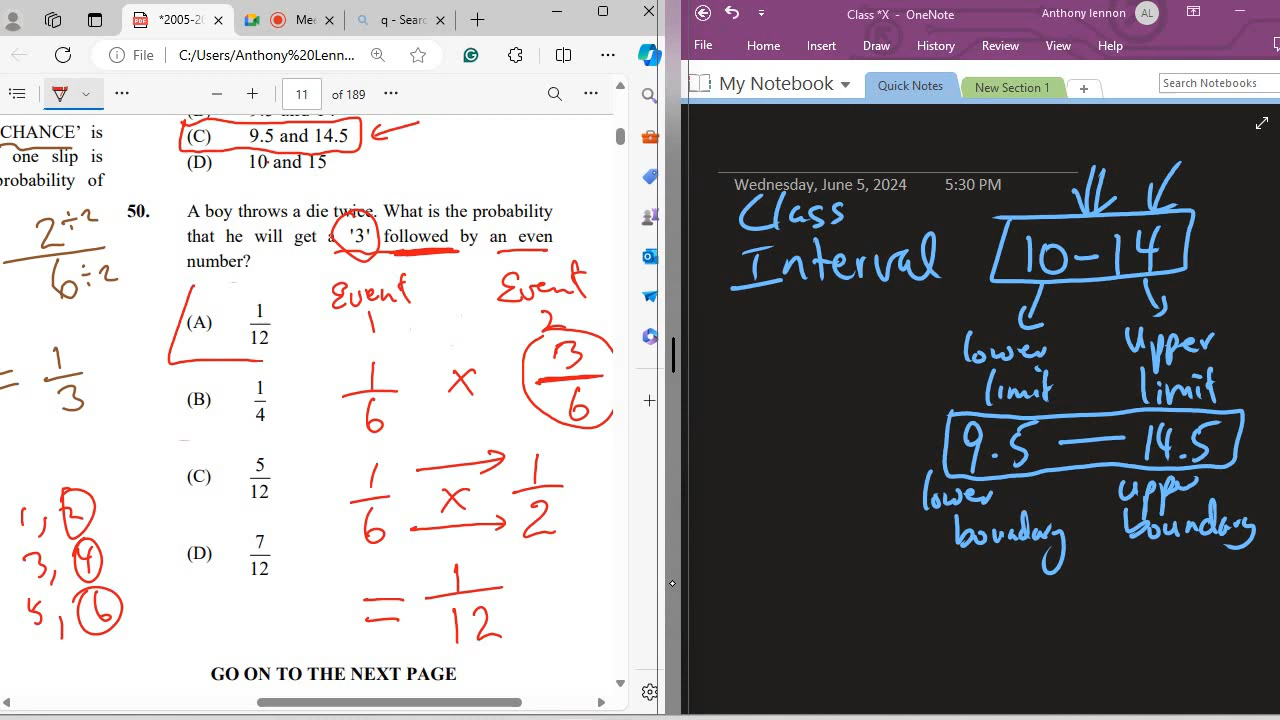 *2005-20
Mee
q - Searc
Class *X - OneNote
Anthony lennon
AL
File
C:/Users/Anthony%20Lenn...
File
Home
Insert
Draw
History
Review
View
Help
11
of 189
My Notebook
Quick Notes
New Section 1
Search Notebooks
CHANCE' is
one slip is
probability of
(C) 9.5 and 14.5
(D) 10 and 15
2 ÷ 2
6 ÷ 2
= 1
3
50. A boy throws a die twice. What is the probability
that he will get a '3' followed by an even
number?
Event
1
Event
2
(A) 1
12
(B) 1
4
(C) 5
12
(D) 7
12
1 × 3
6 6
1 × 1
6 2
= 1
12
1, 2
3, 4
5, 6
GO ON TO THE NEXT PAGE
Wednesday, June 5, 2024 5:30 PM
Class
Interval
10 - 14
lower
limit
upper
limit
9.5 — 14.5
lower
boundary
upper
boundary